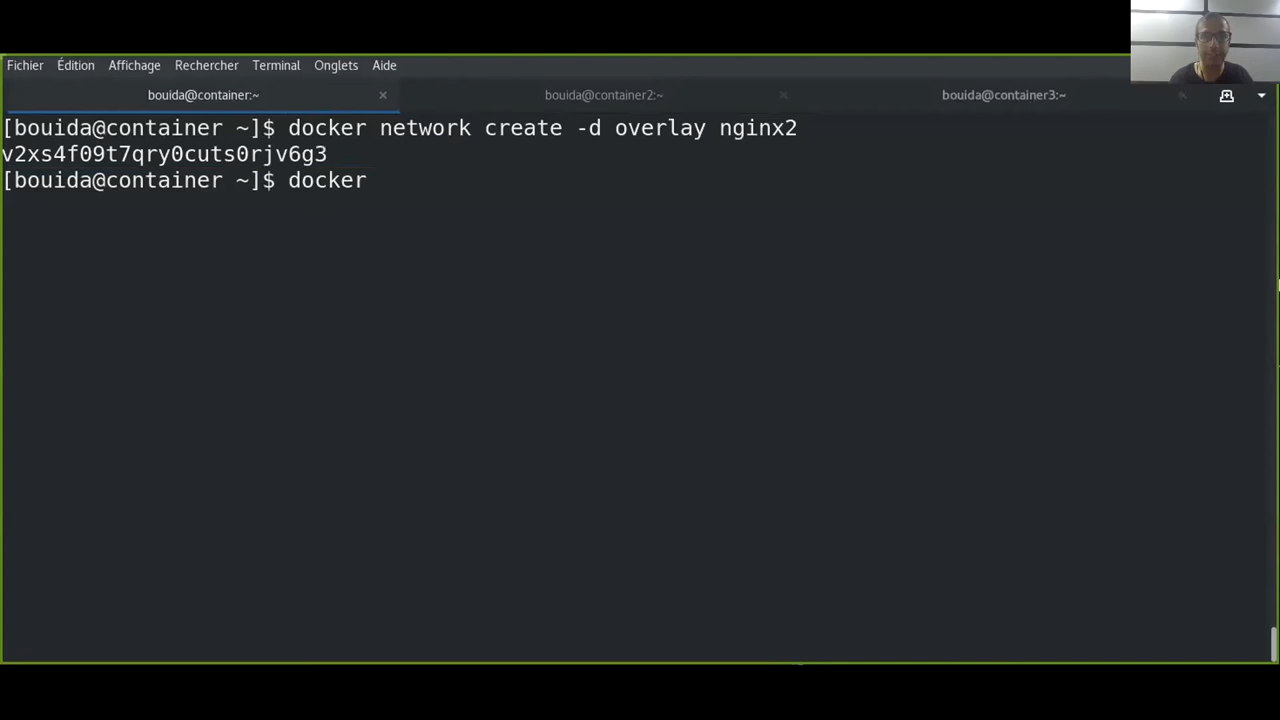 Fichier Édition Affichage Rechercher Terminal Onglets Aide
bouida@container:~ bouida@container2:~ bouida@container3:~
[bouida@container ~]$ docker network create -d overlay nginx2
v2xs4f09t7qry0cuts0rjv6g3
[bouida@container ~]$ docker